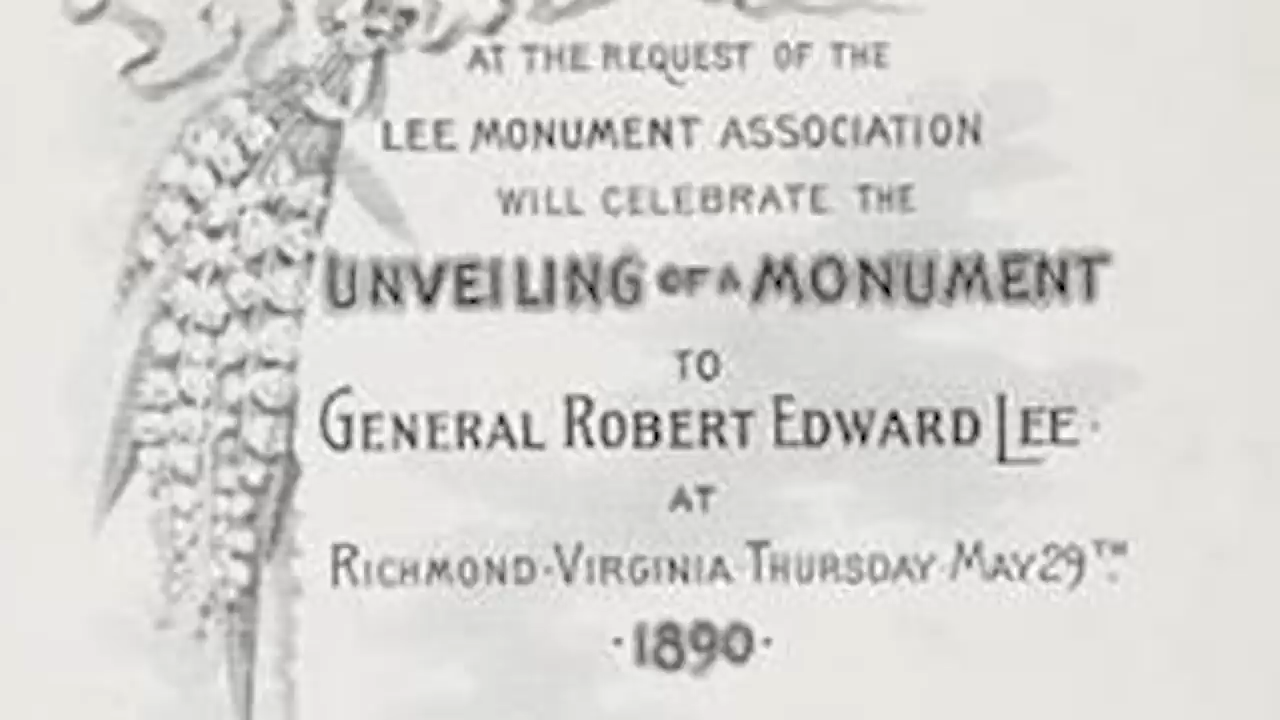 AT THE REQUEST OF THE
LEE MONUMENT ASSOCIATION
WILL CELEBRATE THE
UNVEILING OF A MONUMENT
TO
GENERAL ROBERT EDWARD LEE·
AT
RICHMOND·VIRGINIA·THURSDAY·MAY 29TH.
·1890·